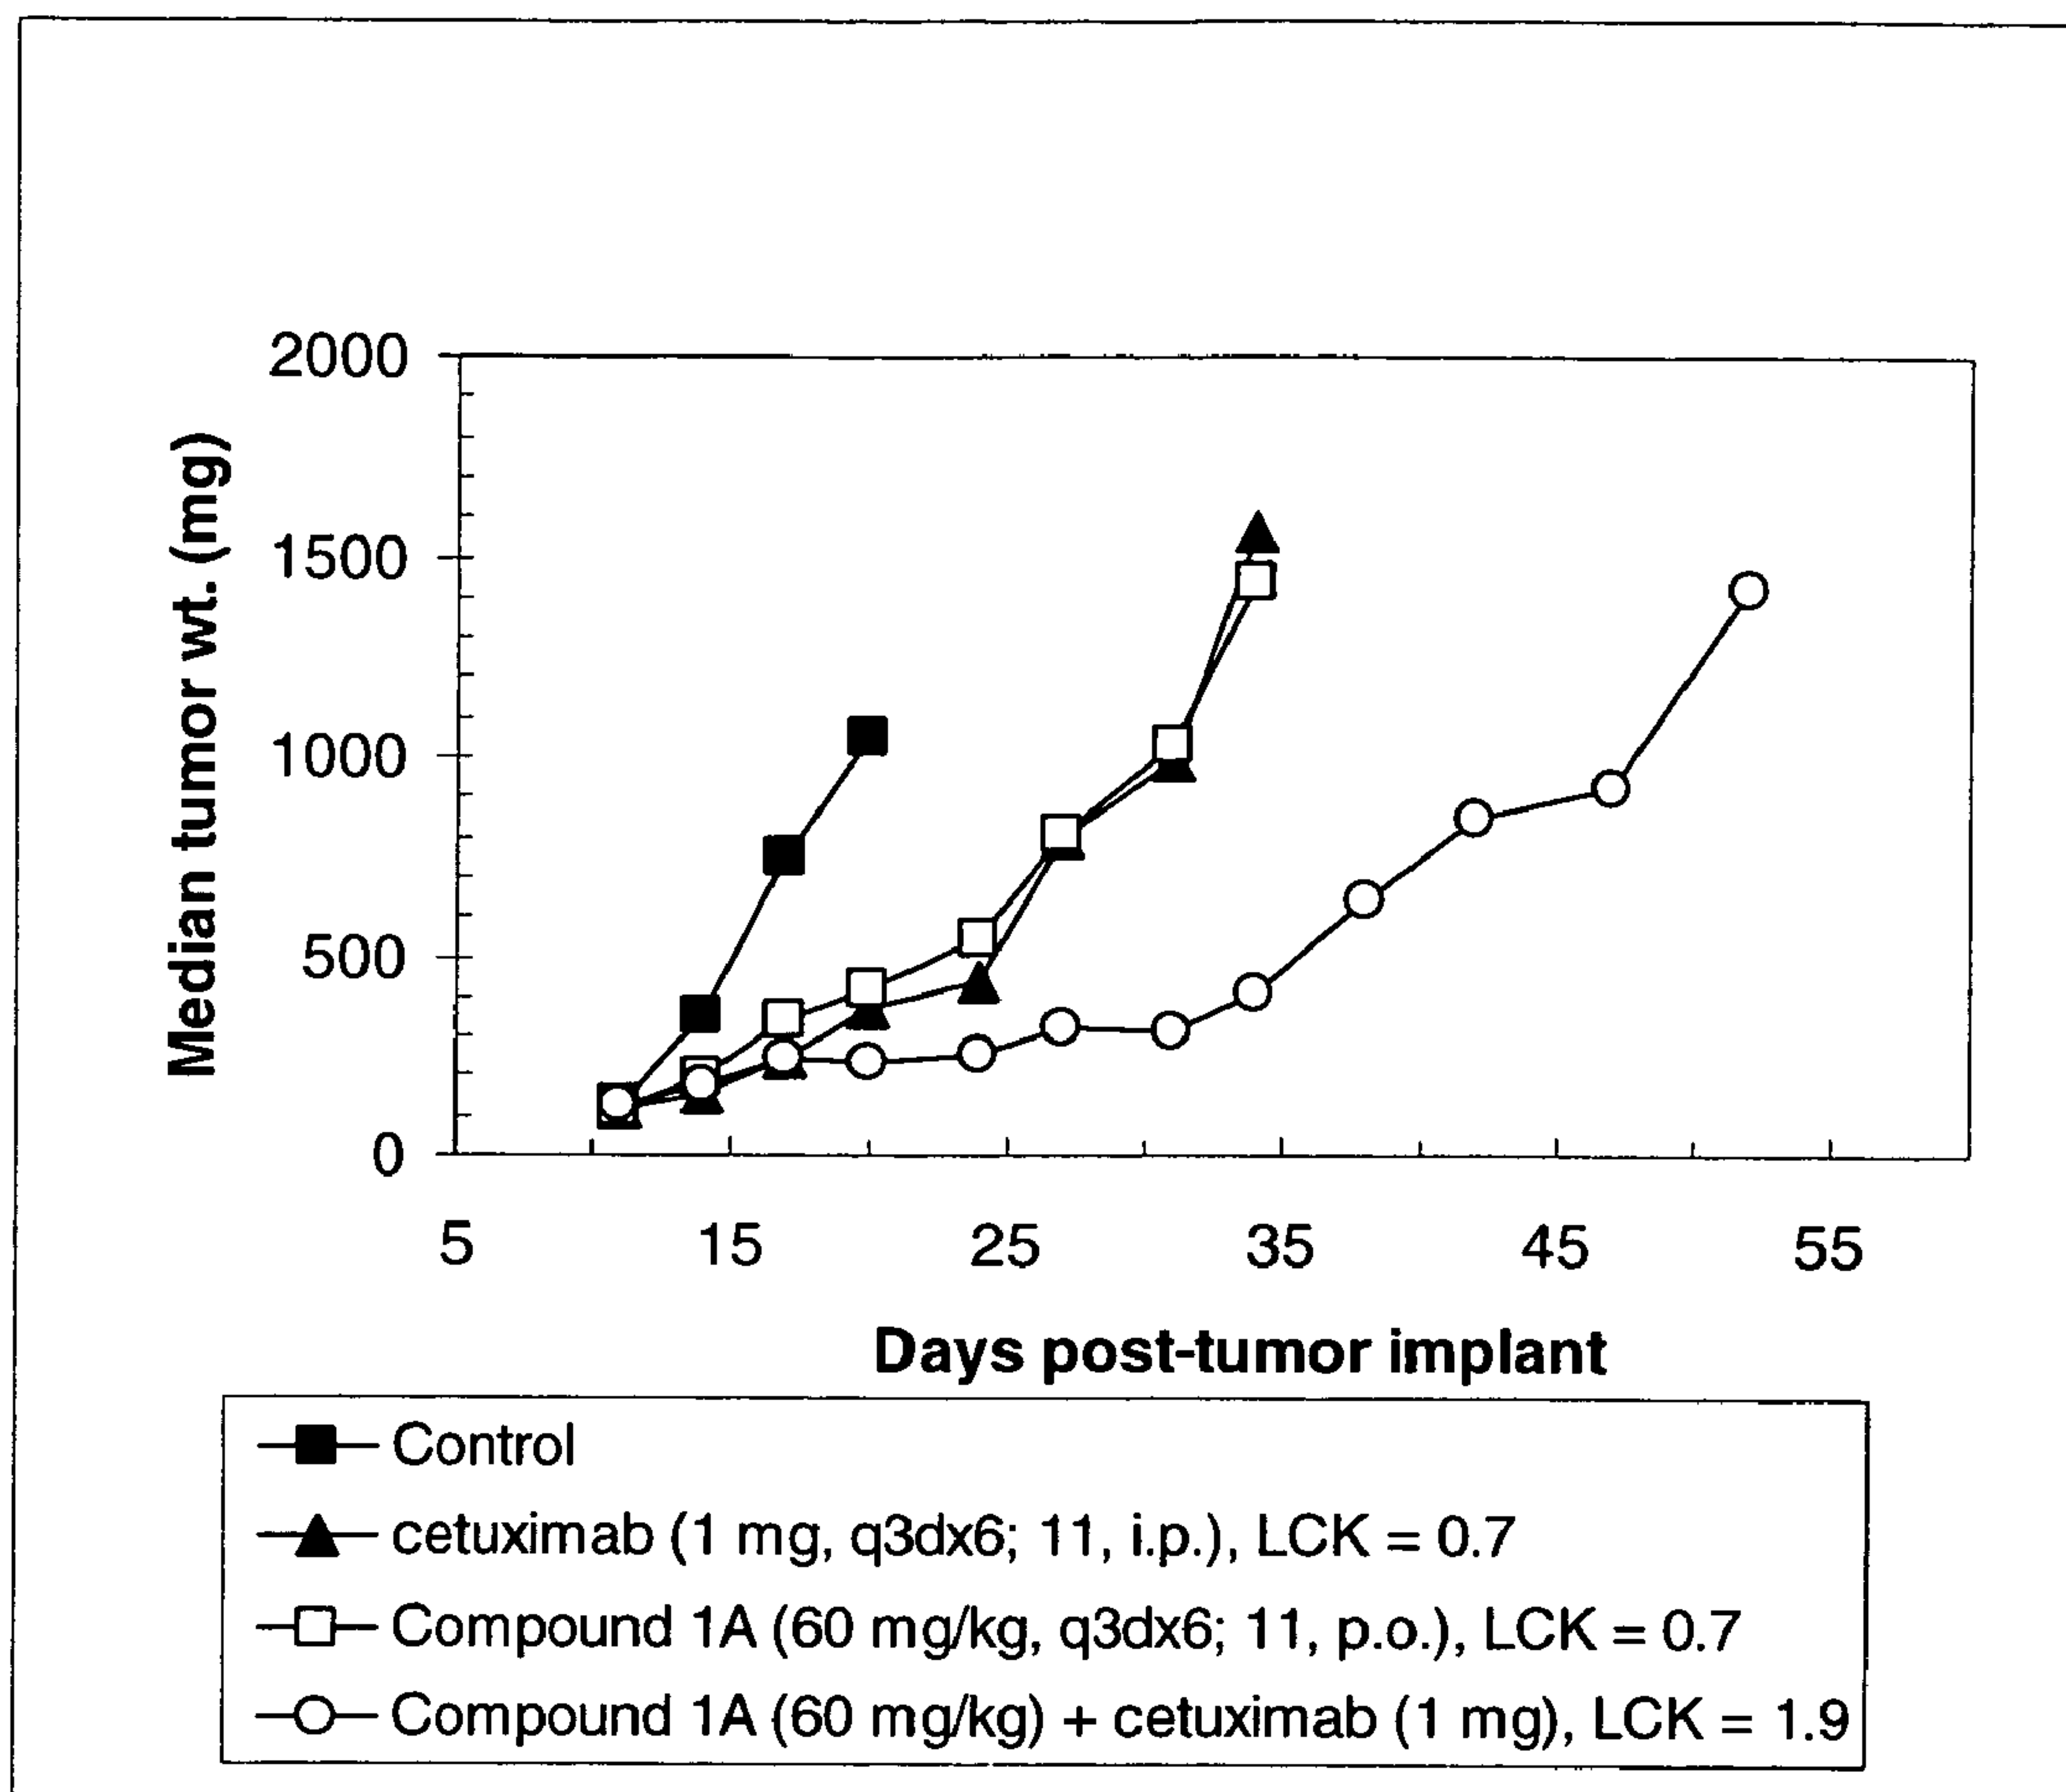 2000
1500
1000
500
0
Median tumor wt. (mg)
5 15 25 35 45 55
Days post-tumor implant
Control
cetuximab (1 mg, q3dx6; 11, i.p.), LCK = 0.7
Compound 1A (60 mg/kg, q3dx6; 11, p.o.), LCK = 0.7
Compound 1A (60 mg/kg) + cetuximab (1 mg), LCK = 1.9